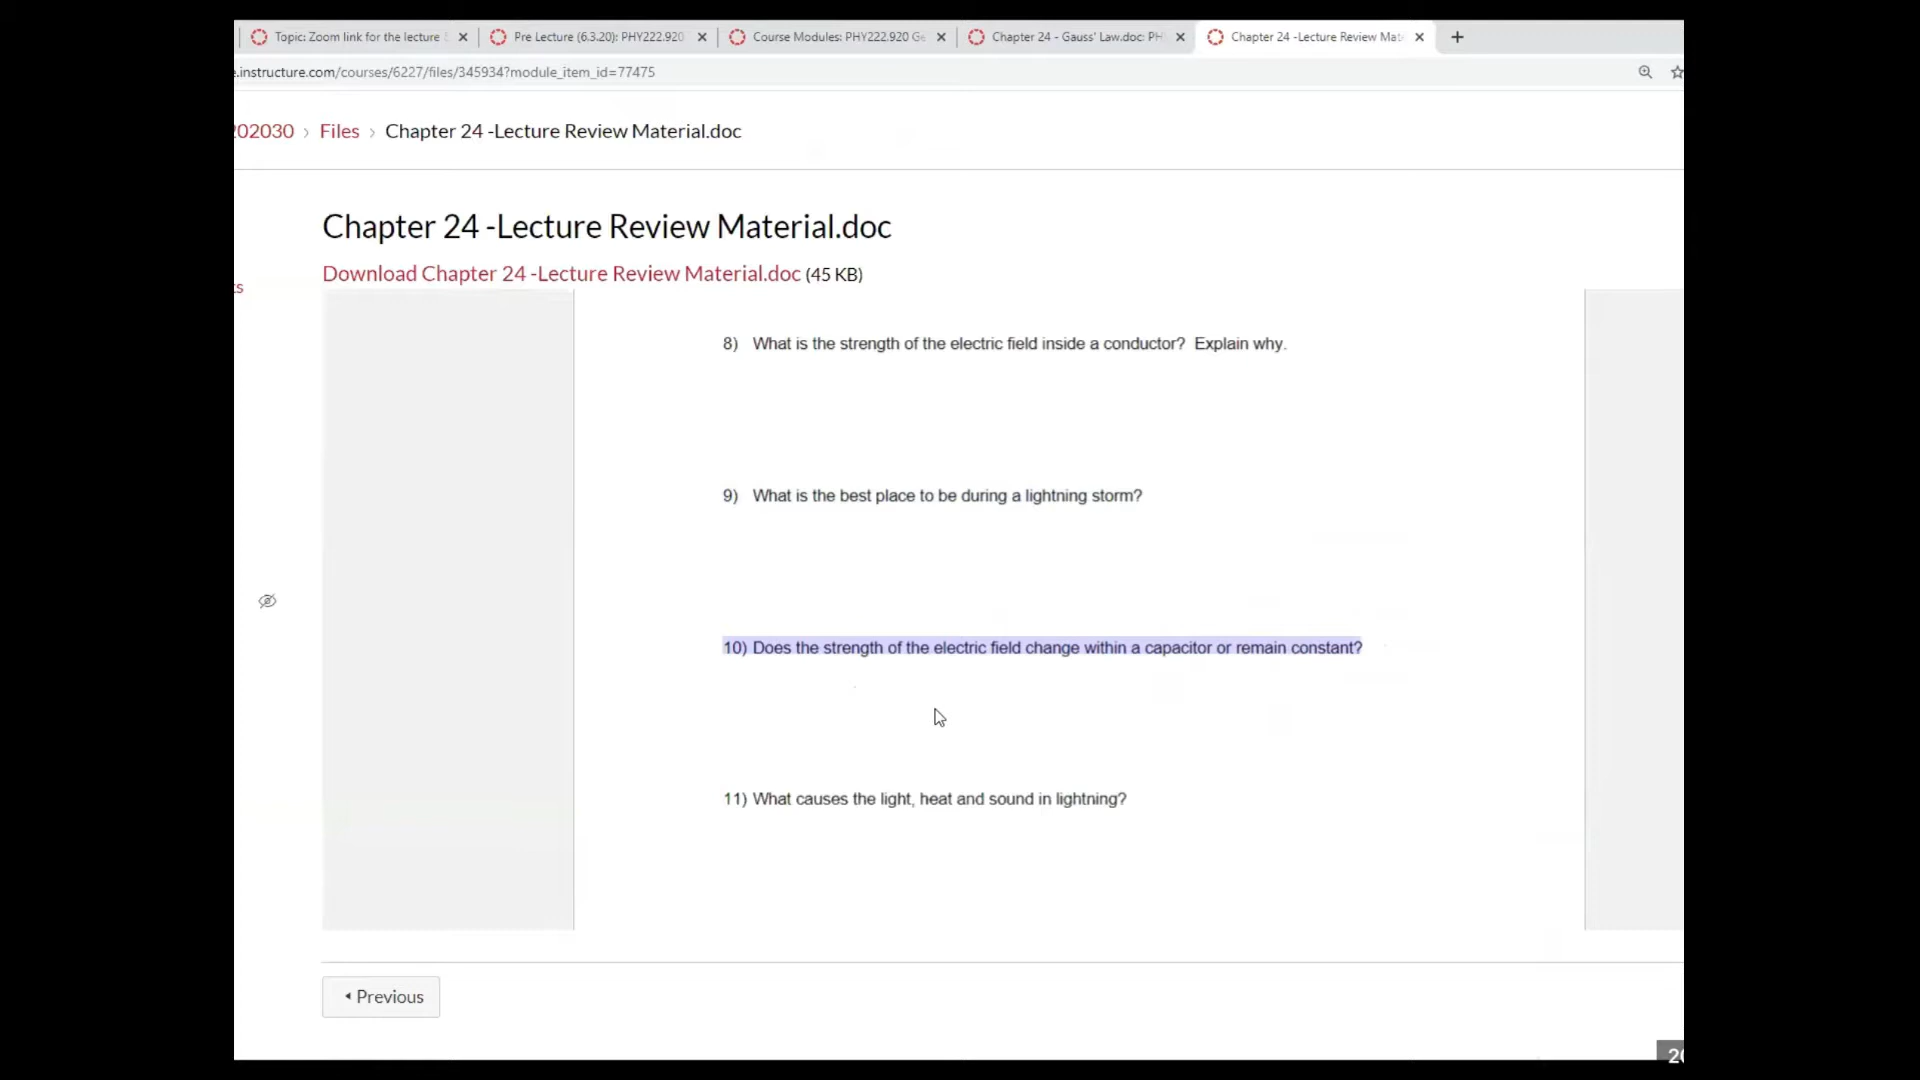 Topic: Zoom link for the lecture
Pre Lecture (6.3.20): PHY222.920
Course Modules: PHY222.920 Ge
Chapter 24 - Gauss' Law.doc: PH
Chapter 24 -Lecture Review Mat
.instructure.com/courses/6227/files/345934?module_item_id=77475
202030 › Files › Chapter 24 -Lecture Review Material.doc
Chapter 24 -Lecture Review Material.doc
Download Chapter 24 -Lecture Review Material.doc (45 KB)
ts
8) What is the strength of the electric field inside a conductor? Explain why.
9) What is the best place to be during a lightning storm?
10) Does the strength of the electric field change within a capacitor or remain constant?
11) What causes the light, heat and sound in lightning?
Previous